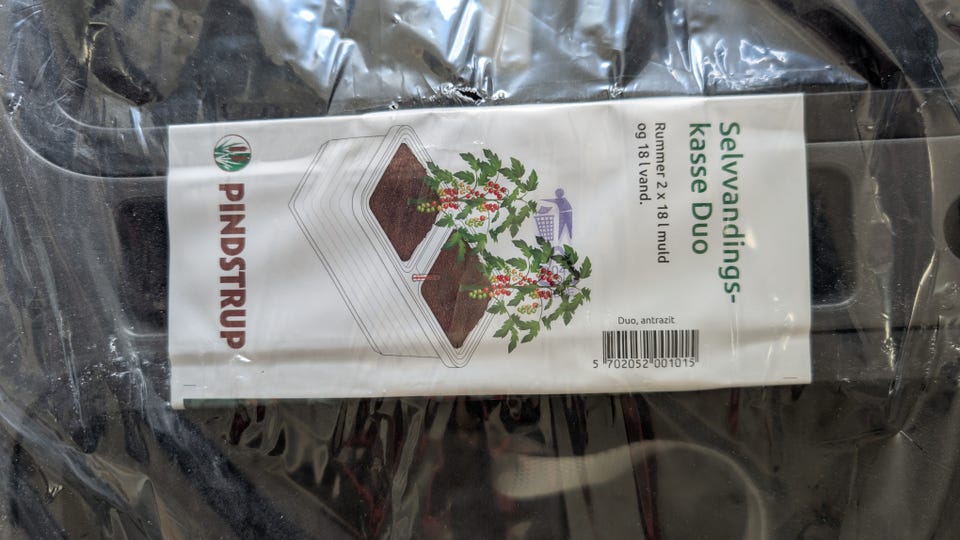 Selvvandings-
kasse Duo
Rummer 2 x 18 l muld
og 18 l vand.
PINDSTRUP
Duo, antrazit
5 702052 001015